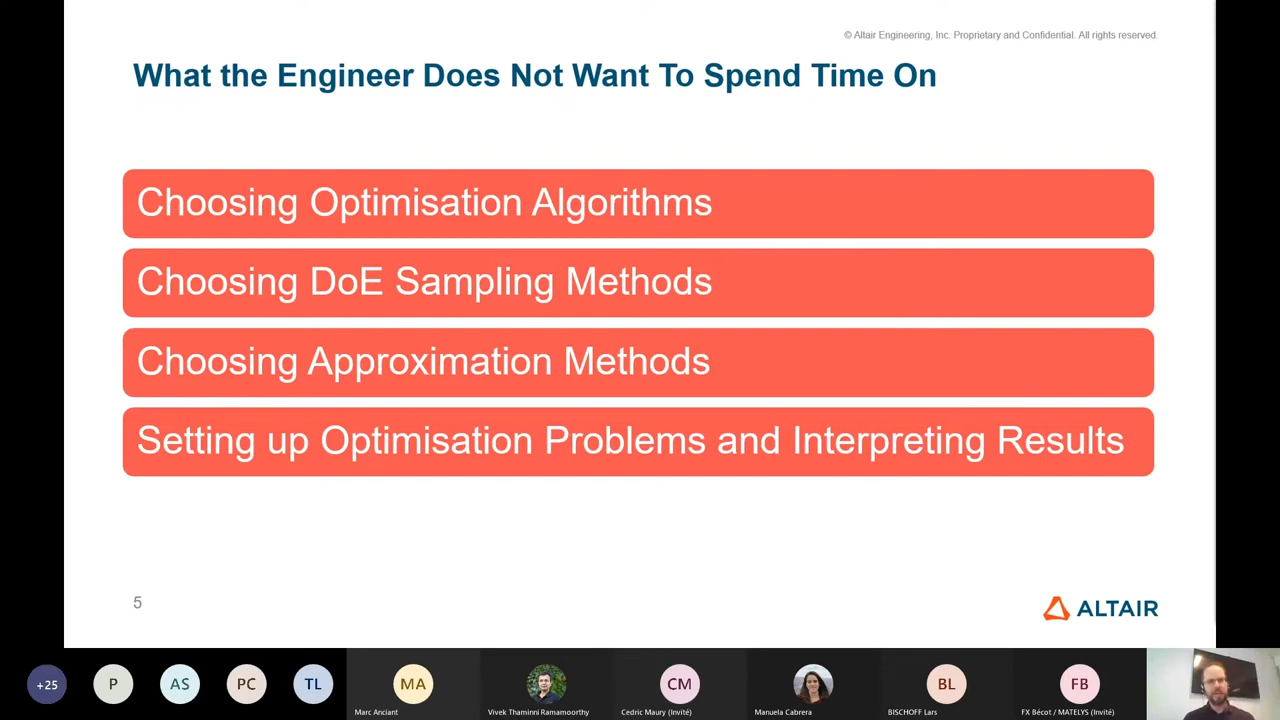 © Altair Engineering, Inc. Proprietary and Confidential. All rights reserved.
What the Engineer Does Not Want To Spend Time On
Choosing Optimisation Algorithms
Choosing DoE Sampling Methods
Choosing Approximation Methods
Setting up Optimisation Problems and Interpreting Results
5
ALTAIR
+25
P
AS
PC
TL
MA
CM
BL
FB
Marc Anciant
Vivek Thaminni Ramamoorthy
Cedric Maury (Invité)
Manuela Cabrera
BISCHOFF Lars
FX Bécot / MATELYS (Invité)